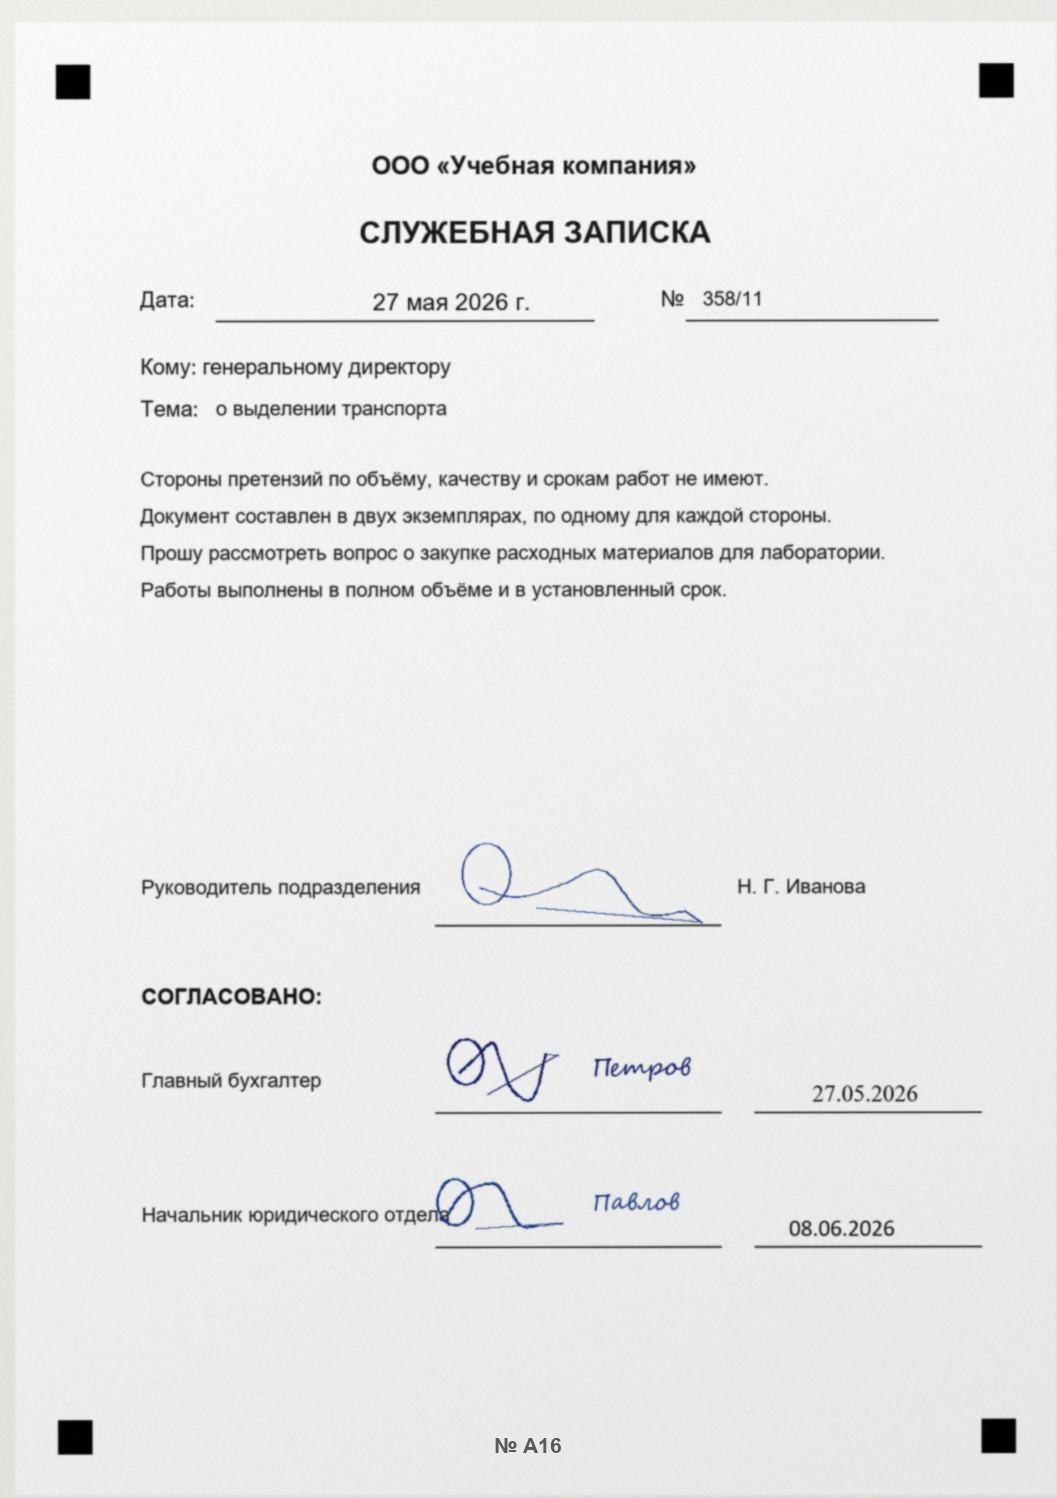 ООО «Учебная компания»
СЛУЖЕБНАЯ ЗАПИСКА
Дата: 27 мая 2026 г. № 358/11
Кому: генеральному директору
Тема: о выделении транспорта
Стороны претензий по объёму, качеству и срокам работ не имеют.
Документ составлен в двух экземплярах, по одному для каждой стороны.
Прошу рассмотреть вопрос о закупке расходных материалов для лаборатории.
Работы выполнены в полном объёме и в установленный срок.
Руководитель подразделения Н. Г. Иванова
СОГЛАСОВАНО:
Главный бухгалтер Петров 27.05.2026
Начальник юридического отдела Павлов 08.06.2026
№ А16